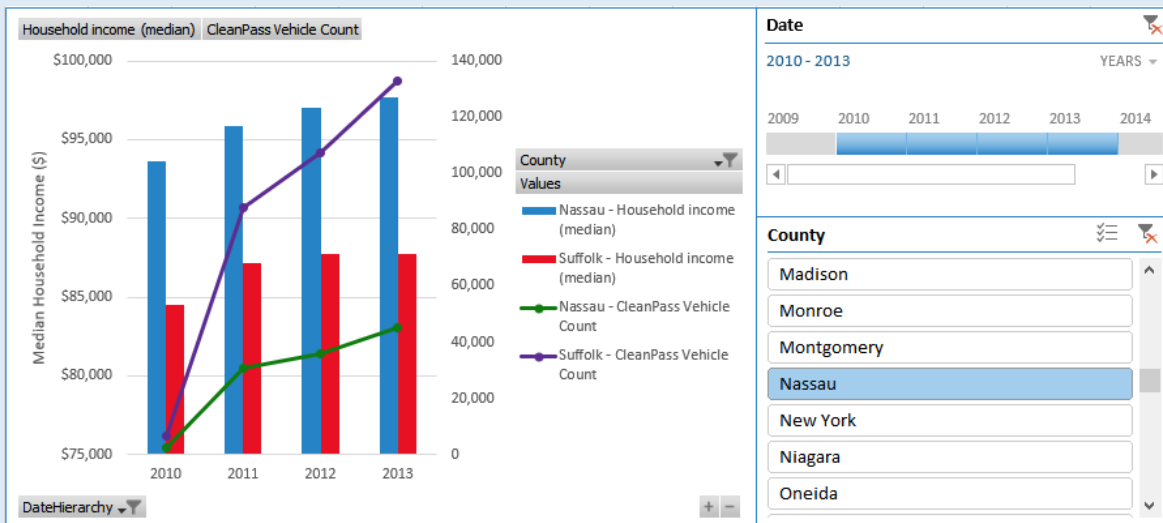 Household income (median) CleanPass Vehicle Count
$100,000
$95,000
$90,000
$85,000
$80,000
$75,000
Median Household Income ($)
140,000
120,000
100,000
80,000
60,000
40,000
20,000
0
2010 2011 2012 2013
DateHierarchy
County
Values
Nassau - Household income
(median)
Suffolk - Household income
(median)
Nassau - CleanPass Vehicle
Count
Suffolk - CleanPass Vehicle
Count
+ −
Date
2010 - 2013 YEARS
2009 2010 2011 2012 2013 2014
County
Madison
Monroe
Montgomery
Nassau
New York
Niagara
Oneida